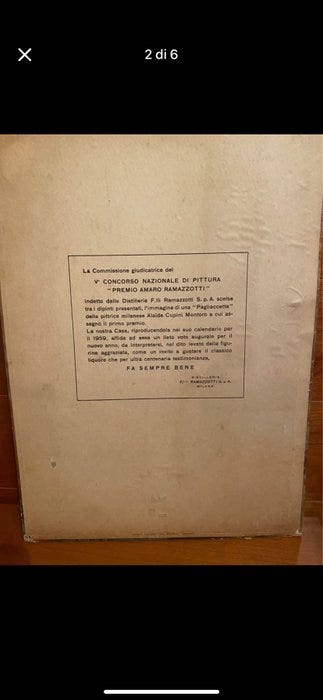 2 di 6
La Commissione giudicatrice del
V° CONCORSO NAZIONALE DI PITTURA
"PREMIO AMARO RAMAZZOTTI"
indetto dalle Distillerie F.lli Ramazzotti S. p. A. scelse
tra i dipinti presentati, l'immagine di una "Pagliaccetta"
della pittrice milanese Alaide Cupini Montoro a cui as-
segnò il primo premio.
La nostra Casa, riproducendola nel suo calendario per
il 1959, affida ad essa un lieto voto augurale per il
nuovo anno, da interpretarsi, nel dito levato della figu-
rina aggraziata, come un invito a gustare il classico
liquore che per ultra centenaria testimonianza,
FA SEMPRE BENE
DISTILLERIE
F.lli RAMAZZOTTI S.p.A.
MILANO